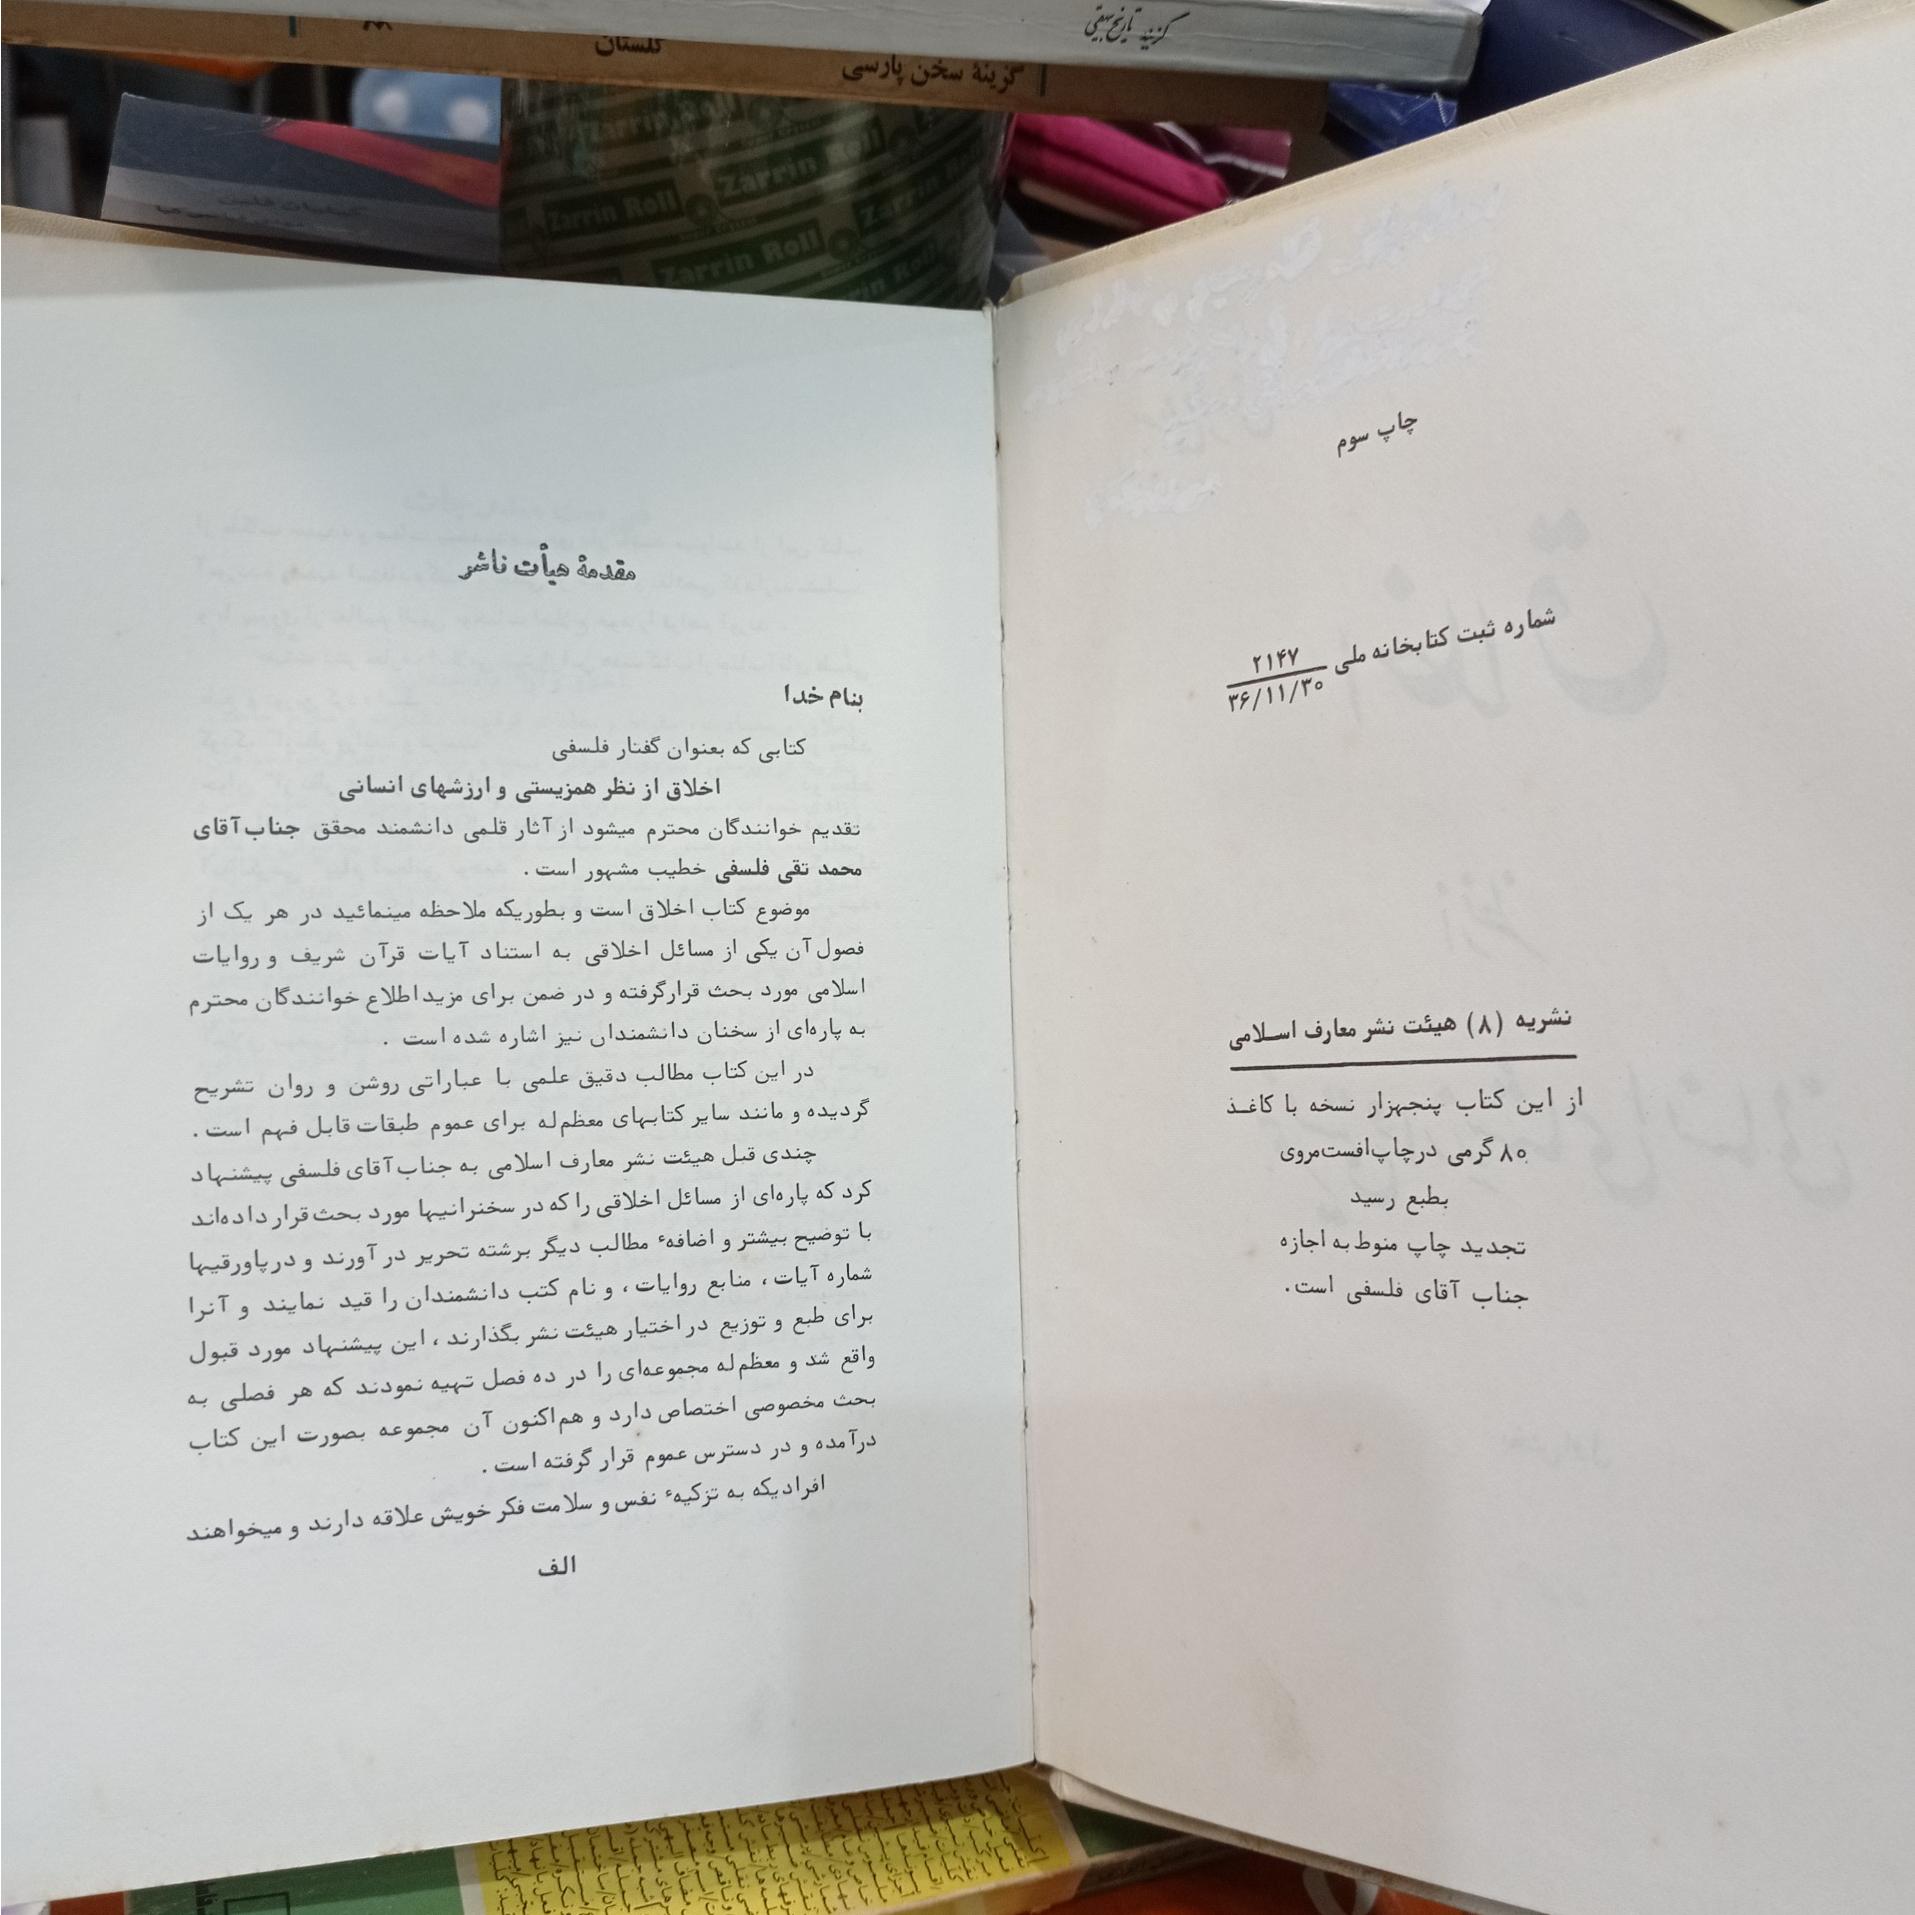 گزینه تاریخ بیهقی
گلستان
گزینهٔ سخن پارسی
Zarrin Roll
Zarrin Roll
Zarrin Roll
Zarrin Roll
Zarrin Roll
چاپ سوم
شماره ثبت کتابخانه ملی ۲۱۴۷
۳۶/۱۱/۳۰
نشریه (۸) هیئت نشر معارف اسلامی
از این کتاب پنجهزار نسخه با کاغذ
۸۰ گرمی درچاپ‌افست‌مروی
بطبع رسید
تجدید چاپ منوط به اجازه
جناب آقای فلسفی است.
مقدمهٔ هیأت ناشر
بنام خدا
کتابی که بعنوان گفتار فلسفی
اخلاق از نظر همزیستی و ارزشهای انسانی
تقدیم خوانندگان محترم میشود از آثار قلمی دانشمند محقق جناب آقای
محمد تقی فلسفی خطیب مشهور است .
موضوع کتاب اخلاق است و بطوریکه ملاحظه مینمائید در هر یک از
فصول آن یکی از مسائل اخلاقی به استناد آیات قرآن شریف و روایات
اسلامی مورد بحث قرارگرفته و در ضمن برای مزید اطلاع خوانندگان محترم
به پاره‌ای از سخنان دانشمندان نیز اشاره شده است .
در این کتاب مطالب دقیق علمی با عباراتی روشن و روان تشریح
گردیده و مانند سایر کتابهای معظم‌له برای عموم طبقات قابل فهم است .
چندی قبل هیئت نشر معارف اسلامی به جناب آقای فلسفی پیشنهاد
کرد که پاره‌ای از مسائل اخلاقی را که در سخنرانیها مورد بحث قرار داده‌اند
با توضیح بیشتر و اضافهٔ مطالب دیگر برشته تحریر در آورند و درپاورقیها
شماره آیات ، منابع روایات ، و نام کتب دانشمندان را قید نمایند و آنرا
برای طبع و توزیع در اختیار هیئت نشر بگذارند ، این پیشنهاد مورد قبول
واقع شد و معظم‌له مجموعه‌ای را در ده فصل تهیه نمودند که هر فصلی به
بحث مخصوصی اختصاص دارد و هم‌اکنون آن مجموعه بصورت این کتاب
درآمده و در دسترس عموم قرار گرفته است .
افرادیکه به تزکیهٔ نفس و سلامت فکر خویش علاقه دارند و میخواهند
الف